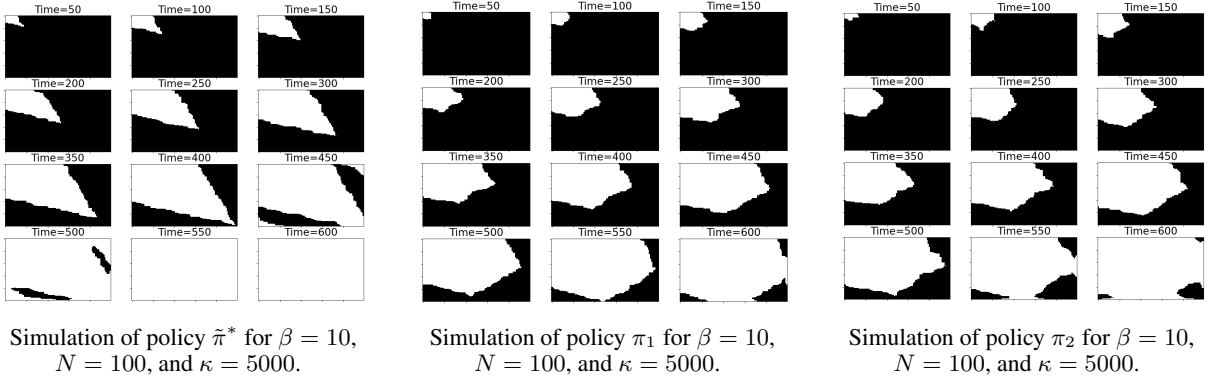 Time=50 Time=100 Time=150
Time=200 Time=250 Time=300
Time=350 Time=400 Time=450
Time=500 Time=550 Time=600
Simulation of policy π̃* for β = 10,
N = 100, and κ = 5000.
Time=50 Time=100 Time=150
Time=200 Time=250 Time=300
Time=350 Time=400 Time=450
Time=500 Time=550 Time=600
Simulation of policy π₁ for β = 10,
N = 100, and κ = 5000.
Time=50 Time=100 Time=150
Time=200 Time=250 Time=300
Time=350 Time=400 Time=450
Time=500 Time=550 Time=600
Simulation of policy π₂ for β = 10,
N = 100, and κ = 5000.